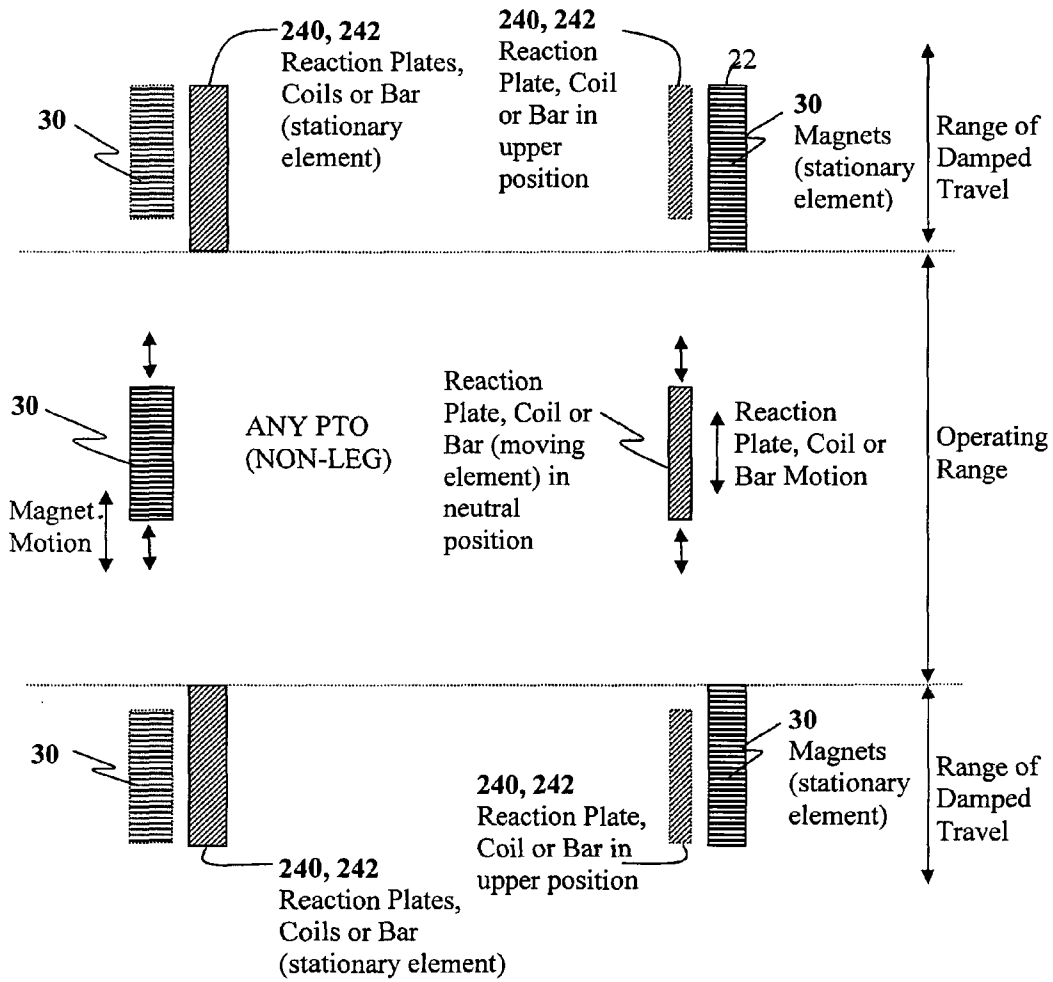 240, 242
Reaction Plates,
Coils or Bar
(stationary
element)
30
240, 242
Reaction
Plate, Coil
or Bar in
upper
position
22
30
Magnets
(stationary
element)
Range of
Damped
Travel
30
Magnet.
Motion
ANY PTO
(NON-LEG)
Reaction
Plate, Coil or
Bar (moving
element) in
neutral
position
Reaction
Plate, Coil or
Bar Motion
Operating
Range
30
240, 242
Reaction Plates,
Coils or Bar
(stationary element)
240, 242
Reaction Plate,
Coil or Bar in
upper position
30
Magnets
(stationary
element)
Range of
Damped
Travel